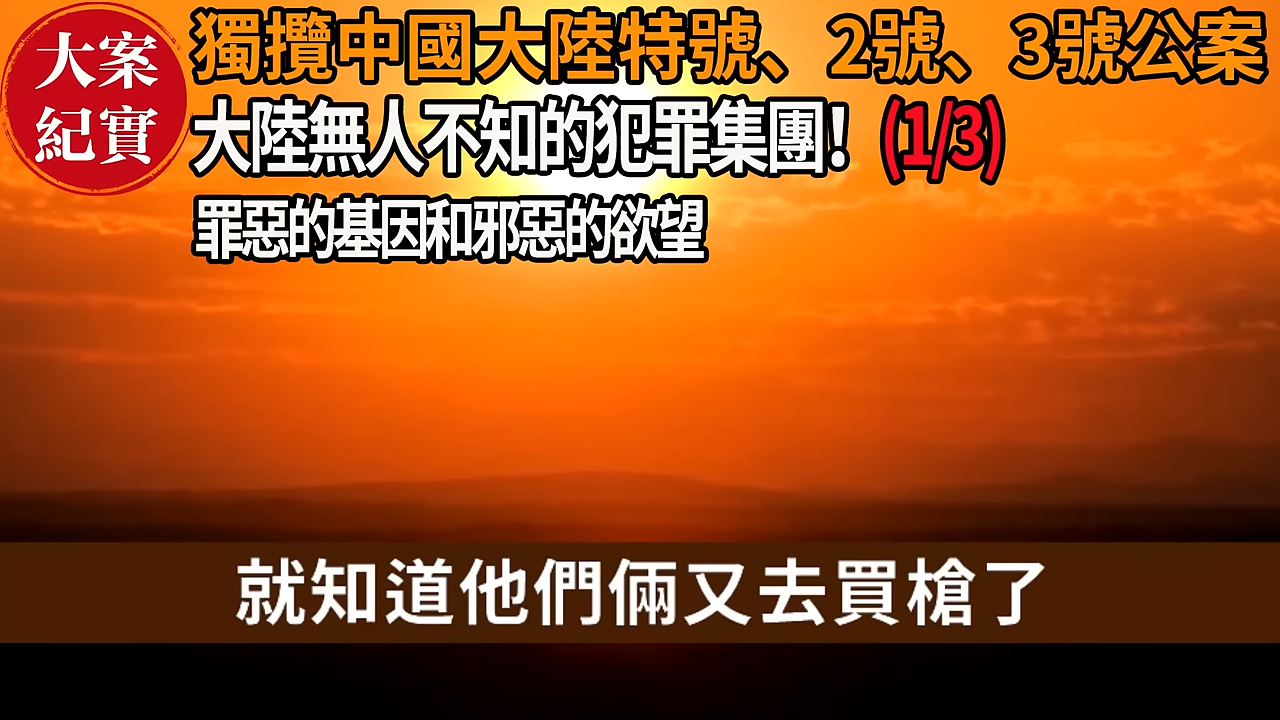 大案
紀實
獨攬中國大陸特號、2號、3號公案
大陸無人不知的犯罪集團！(1/3)
罪惡的基因和邪惡的欲望
就知道他們倆又去買槍了